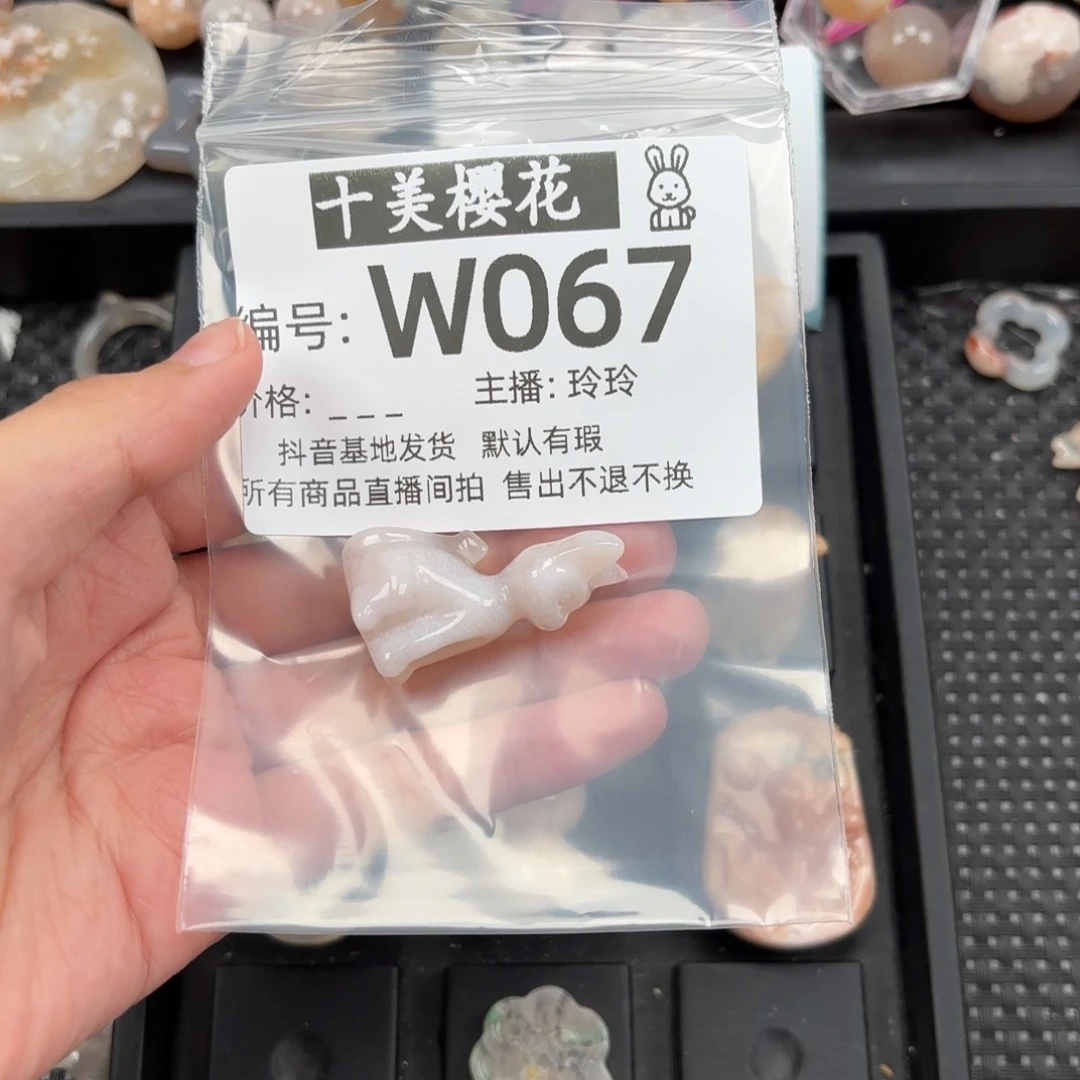 十美樱花
编号: W067
价格: _ _ _ 主播: 玲玲
抖音基地发货 默认有瑕
所有商品直播间拍 售出不退不换